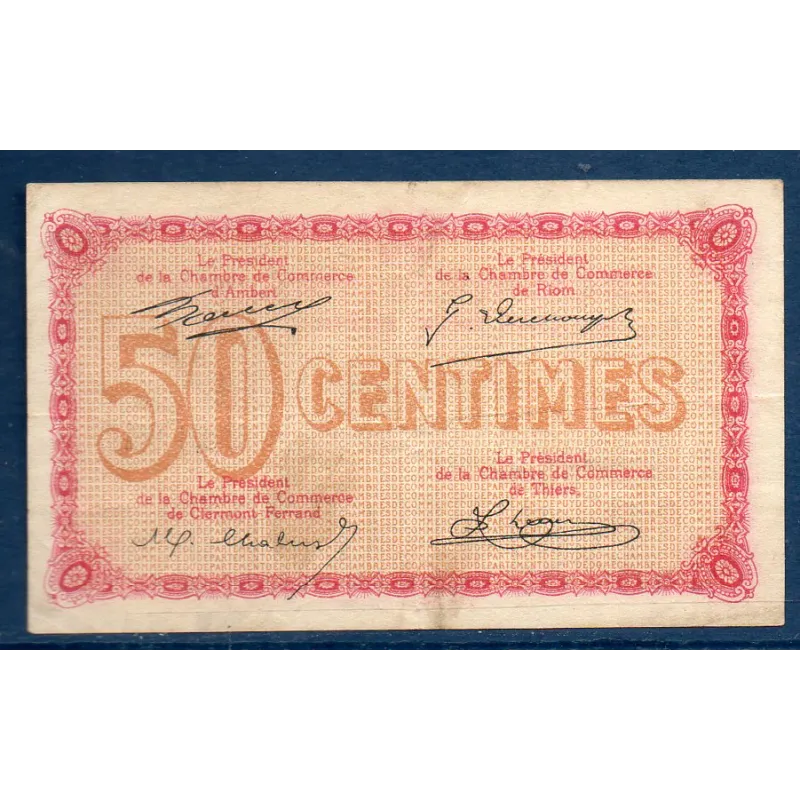 Le Président
de la Chambre de Commerce
d'Ambert
Le Président
de la Chambre de Commerce
de Riom
50 CENTIMES
Le Président
de la Chambre de Commerce
de Clermont-Ferrand
Le Président
de la Chambre de Commerce
de Thiers